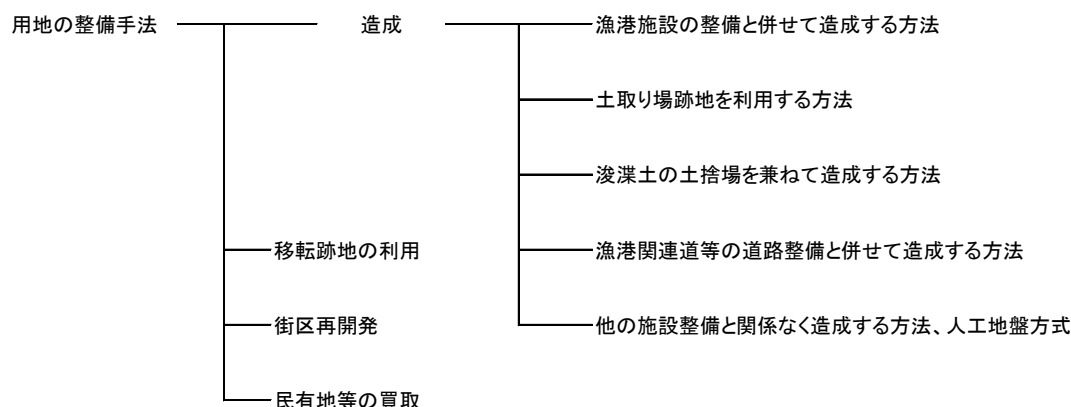 用地の整備手法
造成
漁港施設の整備と併せて造成する方法
土取り場跡地を利用する方法
浚渫土の土捨場を兼ねて造成する方法
移転跡地の利用
漁港関連道等の道路整備と併せて造成する方法
街区再開発
他の施設整備と関係なく造成する方法、人工地盤方式
民有地等の買取